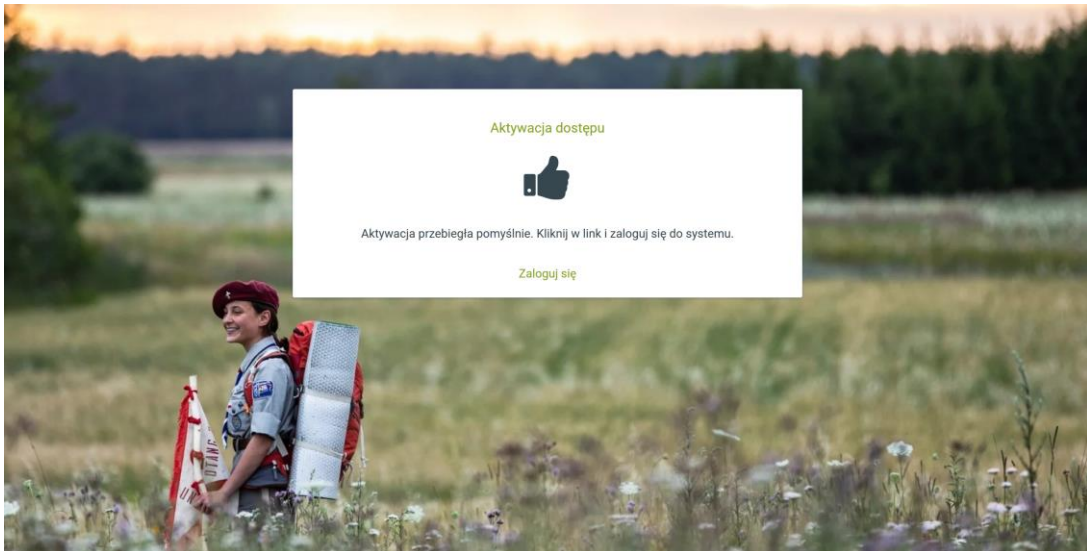 Aktywacja dostępu
Aktywacja przebiegła pomyślnie. Kliknij w link i zaloguj się do systemu.
Zaloguj się